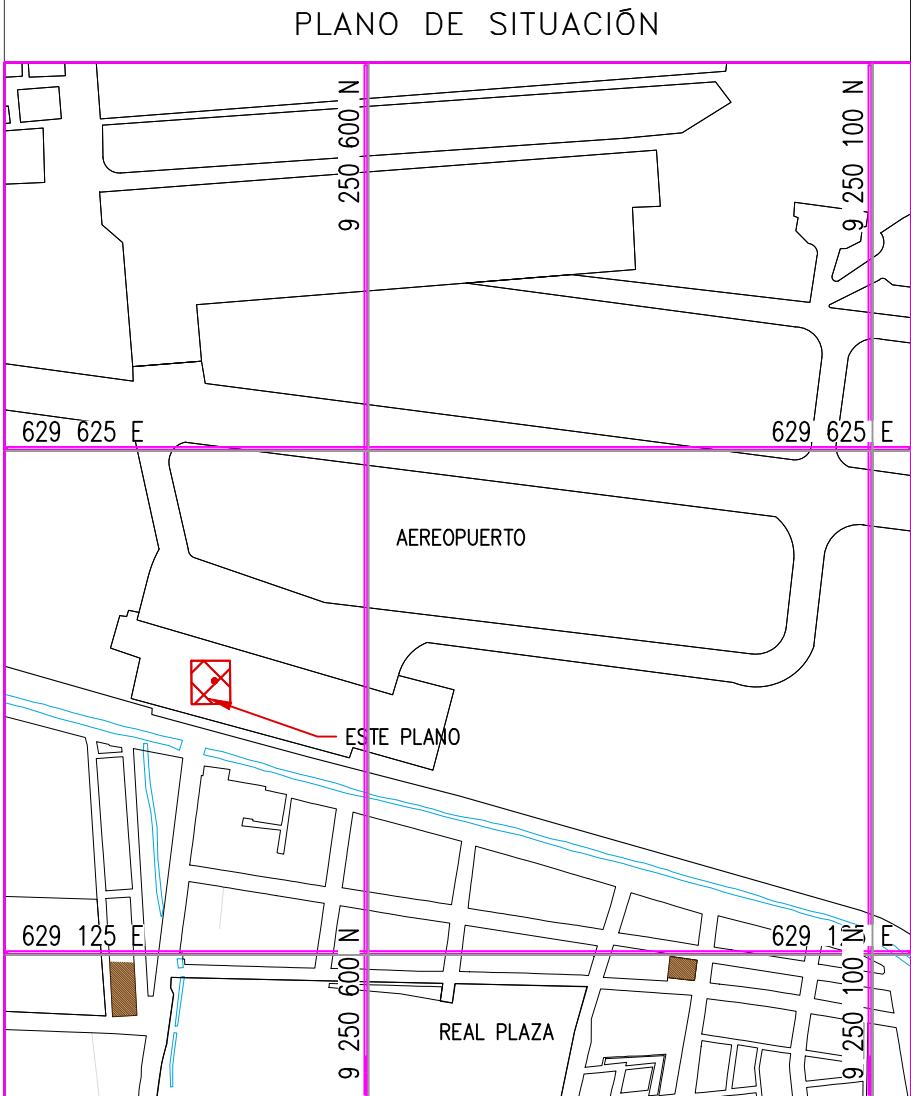 PLANO DE SITUACIÓN
9 250 600 N
9 250 100 N
629 625 E
629 625 E
AEREOPUERTO
ESTE PLANO
629 125 E
629 125 E
9 250 600 N
9 250 100 N
REAL PLAZA